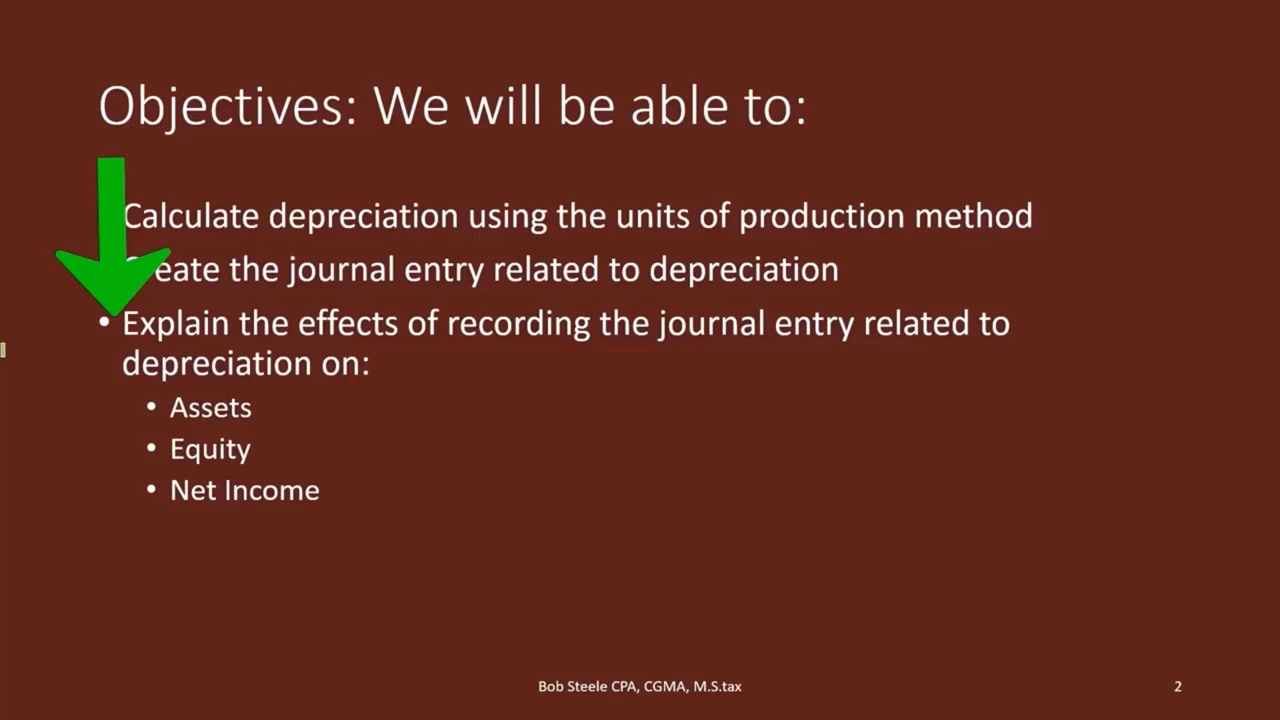 Objectives: We will be able to:
Calculate depreciation using the units of production method
Create the journal entry related to depreciation
• Explain the effects of recording the journal entry related to
depreciation on:
• Assets
• Equity
• Net Income
Bob Steele CPA, CGMA, M.S.tax
2